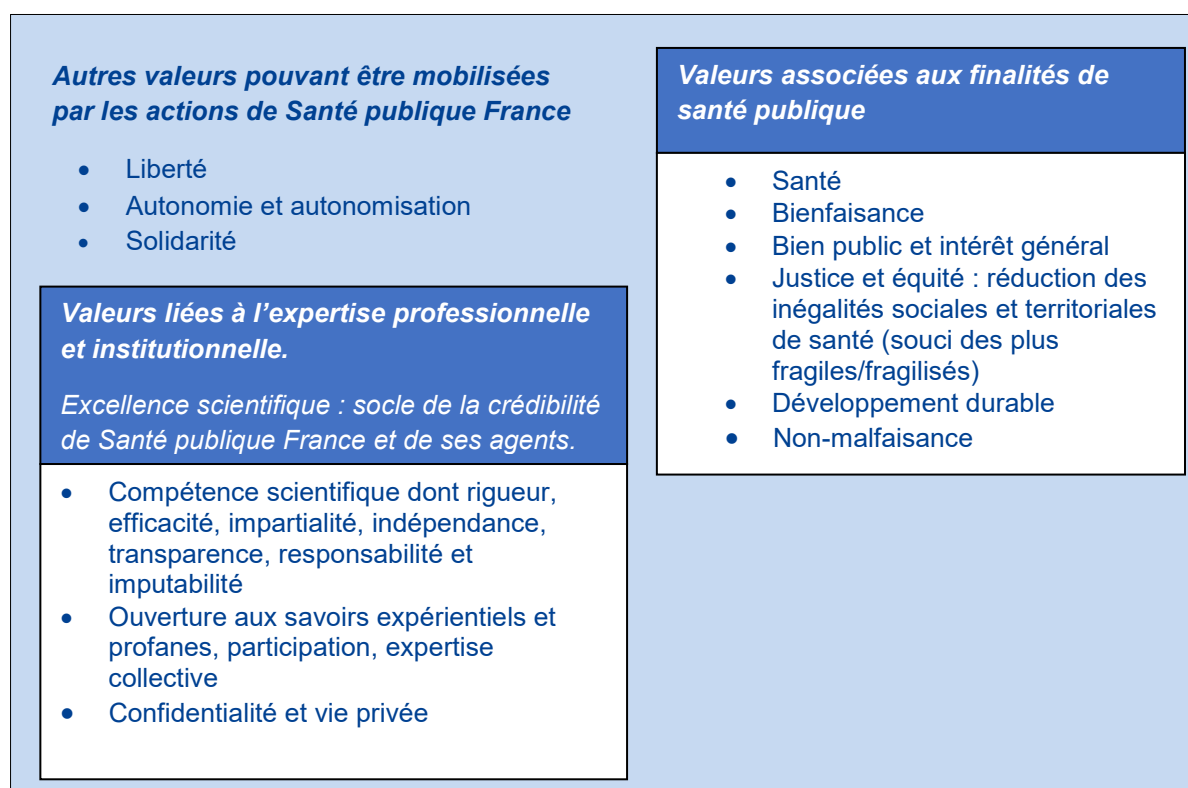 Autres valeurs pouvant être mobilisées
par les actions de Santé publique France
• Liberté
• Autonomie et autonomisation
• Solidarité
Valeurs liées à l’expertise professionnelle
et institutionnelle.
Excellence scientifique : socle de la crédibilité
de Santé publique France et de ses agents.
• Compétence scientifique dont rigueur,
efficacité, impartialité, indépendance,
transparence, responsabilité et
imputabilité
• Ouverture aux savoirs expérientiels et
profanes, participation, expertise
collective
• Confidentialité et vie privée
Valeurs associées aux finalités de
santé publique
• Santé
• Bienfaisance
• Bien public et intérêt général
• Justice et équité : réduction des
inégalités sociales et territoriales
de santé (souci des plus
fragiles/fragilisés)
• Développement durable
• Non-malfaisance